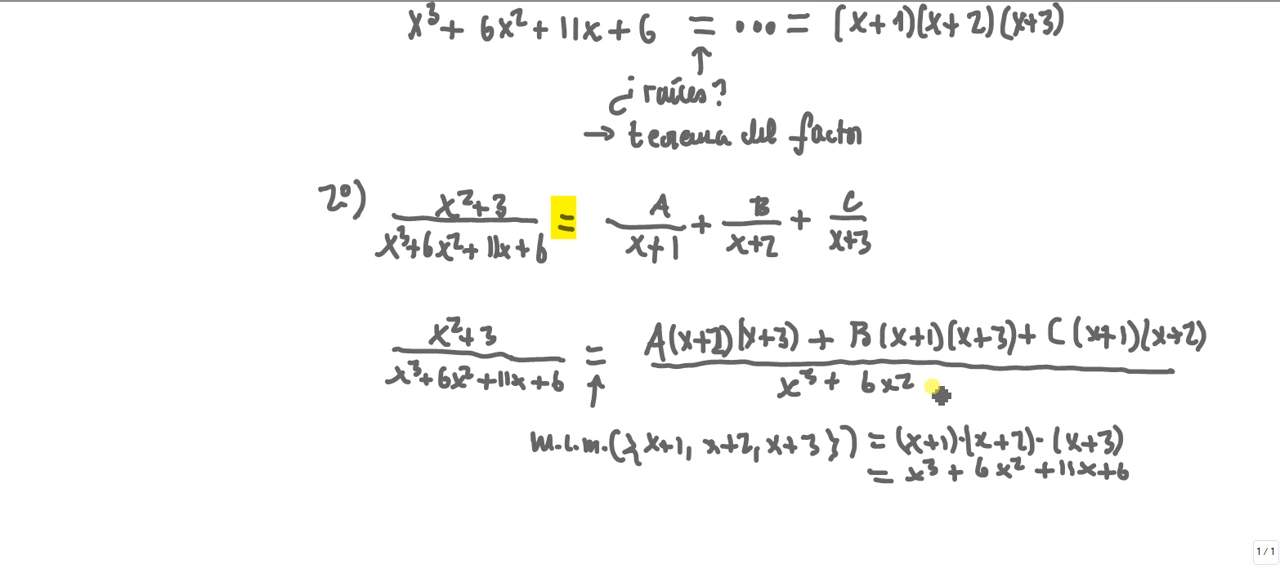 x³ + 6x² + 11x + 6 = ... = (x+1)(x+2)(x+3)
↑
¿raíces?
→ teorema del factor
2º) (x²+3)/(x³+6x²+11x+6) = A/(x+1) + B/(x+2) + C/(x+3)
(x²+3)/(x³+6x²+11x+6) = (A(x+2)(x+3) + B(x+1)(x+3) + C(x+1)(x+2))/(x³ + 6x²
↑
m.c.m.({x+1, x+2, x+3}) = (x+1)·(x+2)·(x+3)
= x³ + 6x² + 11x + 6
1 / 1